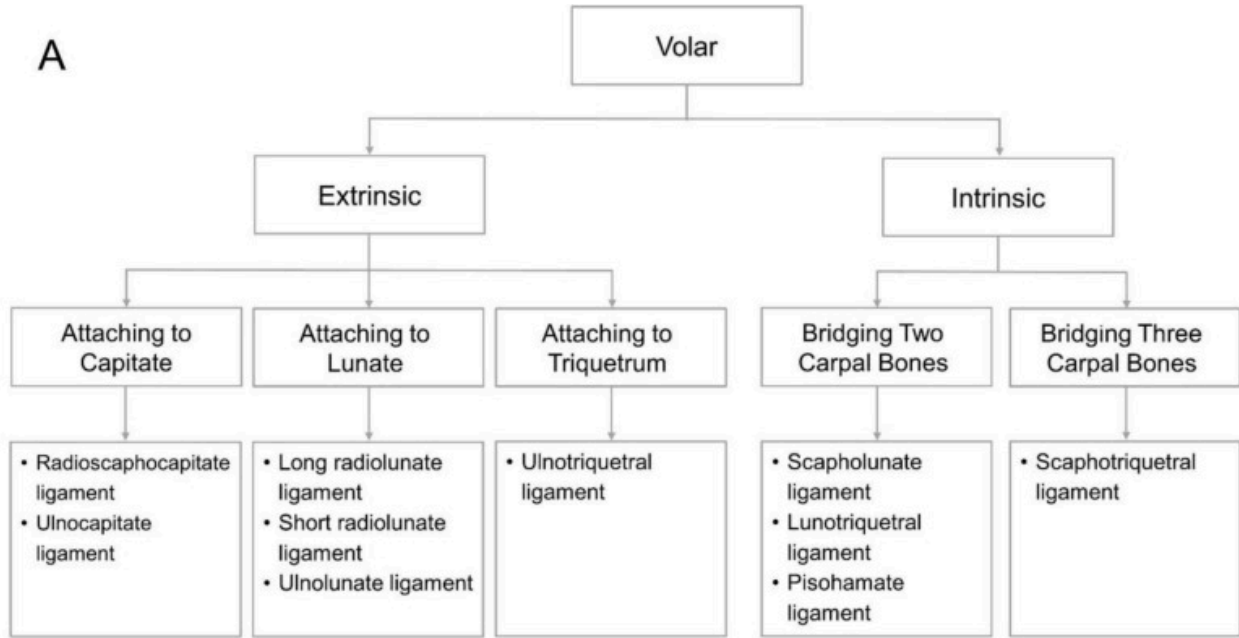 A
Volar
Extrinsic
Intrinsic
Attaching to
Capitate
Attaching to
Lunate
Attaching to
Triquetrum
Bridging Two
Carpal Bones
Bridging Three
Carpal Bones
• Radioscaphocapitate
ligament
• Ulnocapitate
ligament
• Long radiolunate
ligament
• Short radiolunate
ligament
• Ulnolunate ligament
• Ulnotriquetral
ligament
• Scapholunate
ligament
• Lunotriquetral
ligament
• Pisohamate
ligament
• Scaphotriquetral
ligament